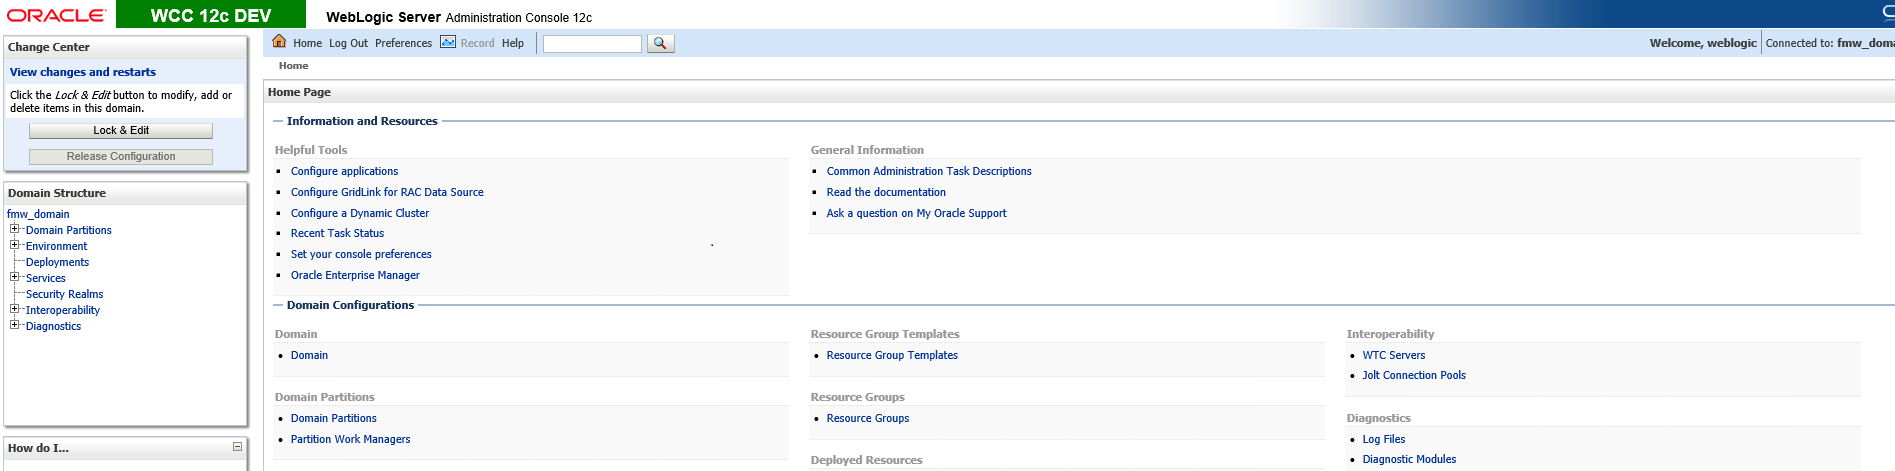 ORACLE
WCC 12c DEV
WebLogic Server Administration Console 12c
Change Center
View changes and restarts
Click the Lock & Edit button to modify, add or
delete items in this domain.
Lock & Edit
Release Configuration
Domain Structure
fmw_domain
Domain Partitions
Environment
Deployments
Services
Security Realms
Interoperability
Diagnostics
How do I...
Home Log Out Preferences Record Help
Welcome, weblogic Connected to: fmw_doma
Home
Home Page
Information and Resources
Helpful Tools
Configure applications
Configure GridLink for RAC Data Source
Configure a Dynamic Cluster
Recent Task Status
Set your console preferences
Oracle Enterprise Manager
General Information
Common Administration Task Descriptions
Read the documentation
Ask a question on My Oracle Support
Domain Configurations
Domain
Domain
Domain Partitions
Domain Partitions
Partition Work Managers
Resource Group Templates
Resource Group Templates
Resource Groups
Resource Groups
Deployed Resources
Interoperability
WTC Servers
Jolt Connection Pools
Diagnostics
Log Files
Diagnostic Modules